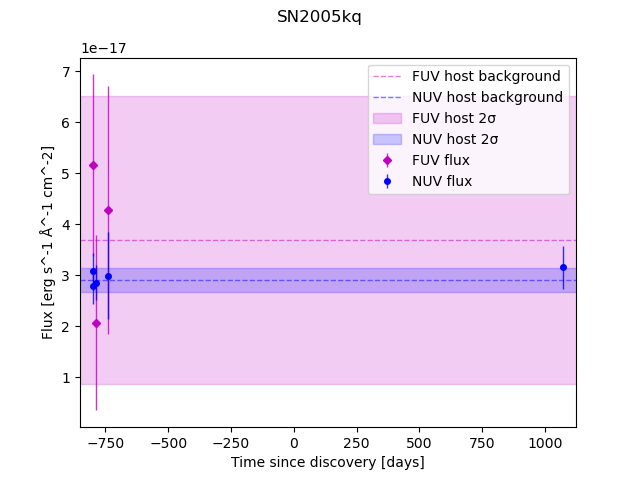 SN2005kq
1e−17
Flux [erg s^-1 Å^-1 cm^-2]
7
6
5
4
3
2
1
FUV host background
NUV host background
FUV host 2σ
NUV host 2σ
FUV flux
NUV flux
−750 −500 −250 0 250 500 750 1000
Time since discovery [days]